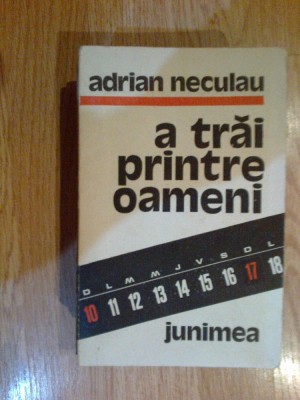 adrian neculau
a trăi
printre
oameni
D L M M J V S D L
10 11 12 13 14 15 16 17 18
junimea